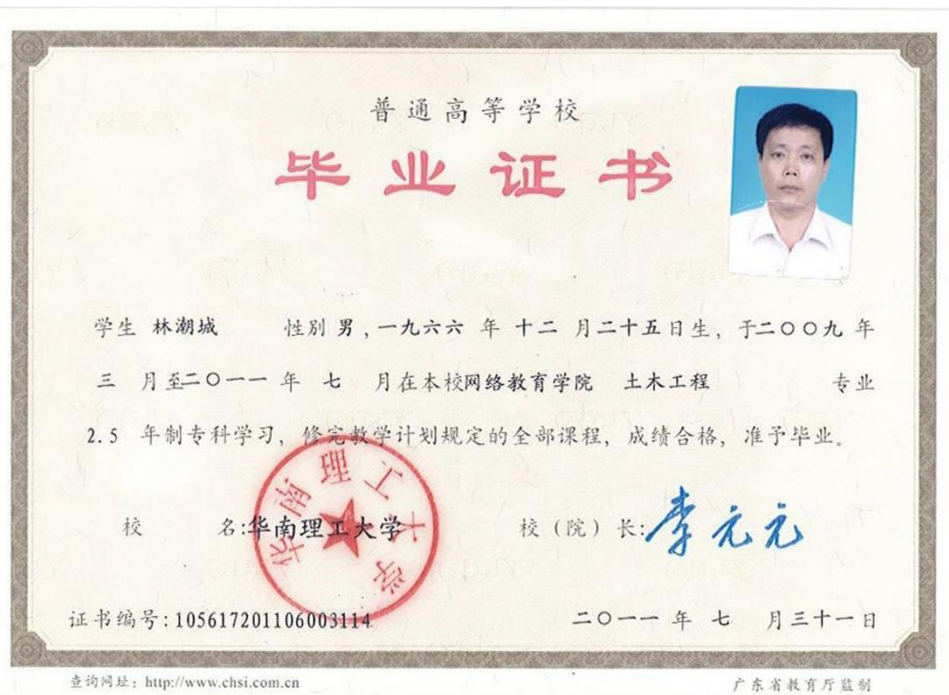 普通高等学校
毕业证书
学生 林潮城 性别 男，一九六六 年 十二 月二十五日生，于二〇〇九 年
三 月至二〇一一 年 七 月在本校网络教育学院 土木工程 专业
2.5 年制专科学习，修完教学计划规定的全部课程，成绩合格，准予毕业。
华南理工大学
校 名:华南理工大学 校（院）长:李元元
证书编号:105617201106003114 二〇一一 年 七 月三十一日
查询网址：http://www.chsi.com.cn 广东省教育厅监制